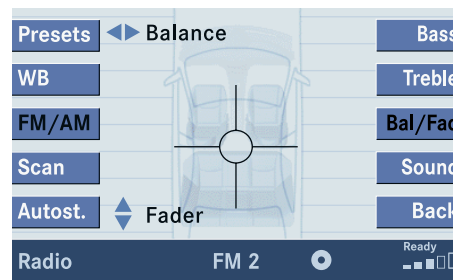 Presets Balance Bass
WB Treble
FM/AM Bal/Fad
Scan Sound
Autost. Fader Back
Radio FM 2 Ready